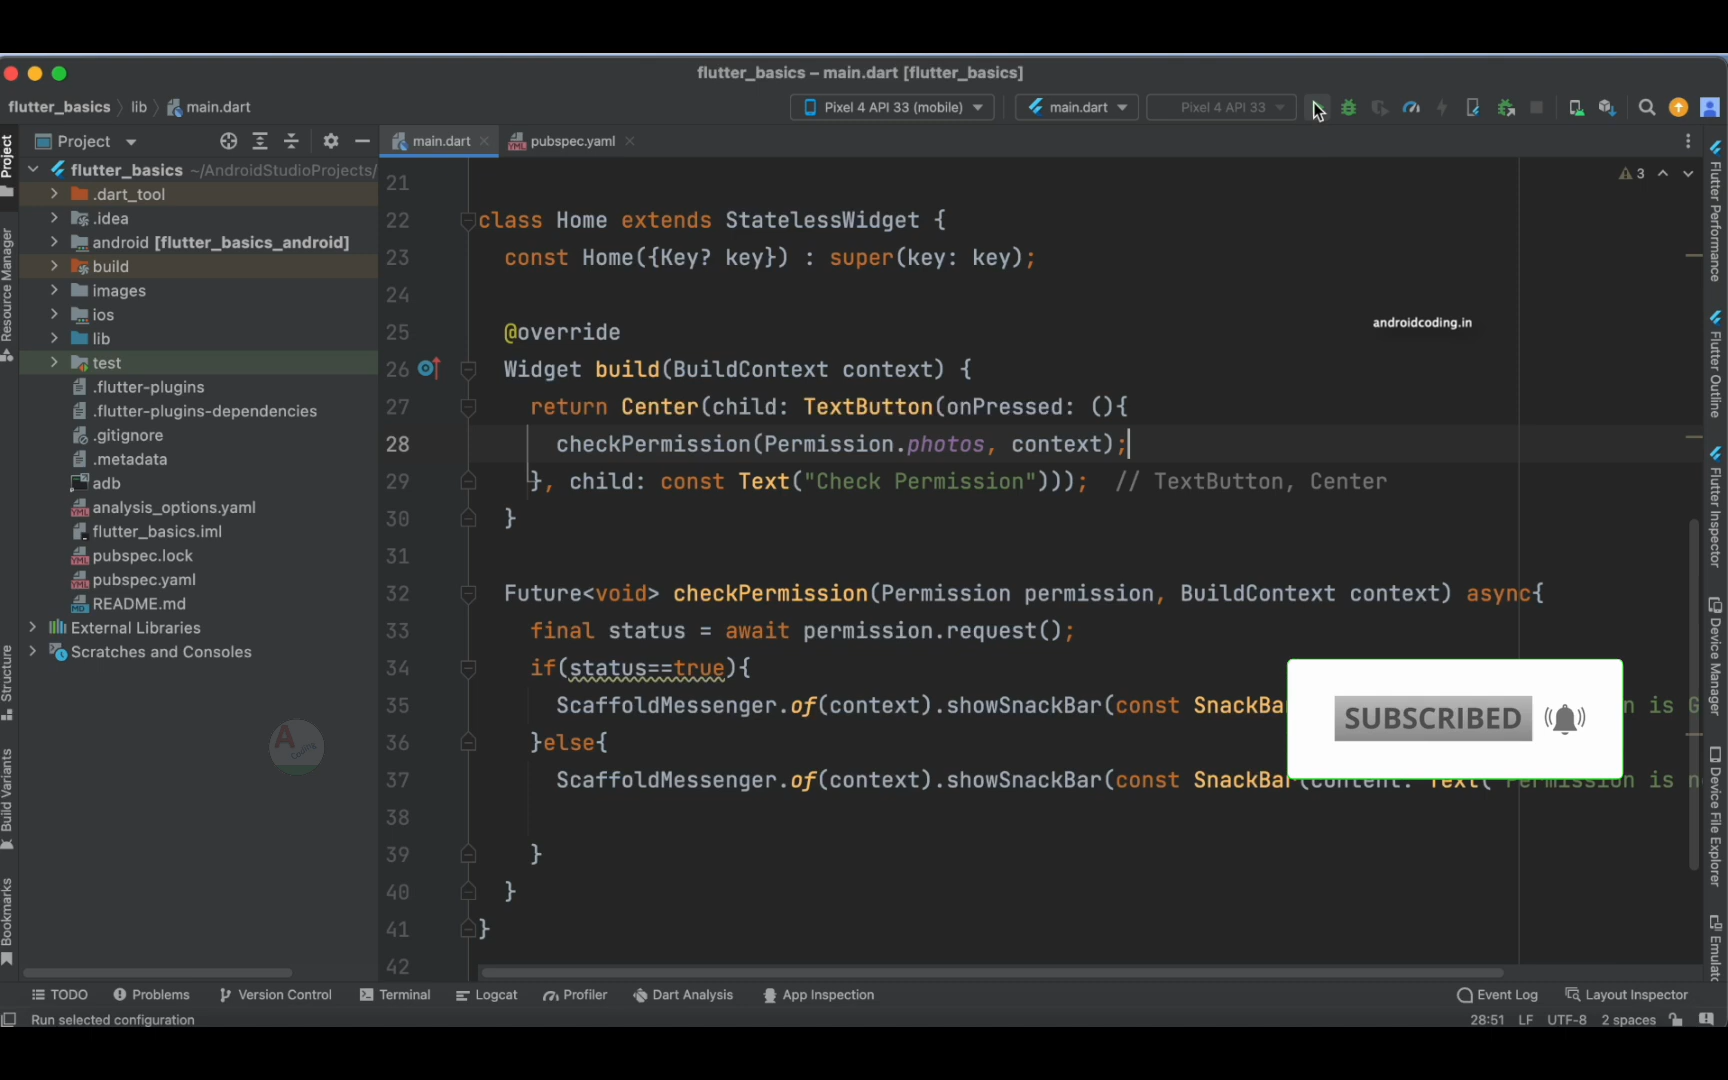 flutter_basics – main.dart [flutter_basics]
flutter_basics lib main.dart
Pixel 4 API 33 (mobile) main.dart Pixel 4 API 33
Project
main.dart pubspec.yaml
flutter_basics ~/AndroidStudioProjects/
.dart_tool
.idea
android [flutter_basics_android]
build
images
ios
lib
test
.flutter-plugins
.flutter-plugins-dependencies
.gitignore
.metadata
adb
analysis_options.yaml
flutter_basics.iml
pubspec.lock
pubspec.yaml
README.md
External Libraries
Scratches and Consoles
Project
Resource Manager
Structure
Build Variants
Bookmarks
3
21
22 class Home extends StatelessWidget {
23 const Home({Key? key}) : super(key: key);
24
25 @override
26 Widget build(BuildContext context) {
27 return Center(child: TextButton(onPressed: (){
28 checkPermission(Permission.photos, context);
29 }, child: const Text("Check Permission"))); // TextButton, Center
30 }
31
32 Future<void> checkPermission(Permission permission, BuildContext context) async{
33 final status = await permission.request();
34 if(status==true){
35 ScaffoldMessenger.of(context).showSnackBar(const SnackBa n is G
36 }else{
37 ScaffoldMessenger.of(context).showSnackBar(const SnackBar(content: Text("Permission is n
38
39 }
40 }
41 }
42
androidcoding.in
SUBSCRIBED
A
Coding
Flutter Performance
Flutter Outline
Flutter Inspector
Device Manager
Device File Explorer
Emulat
TODO Problems Version Control Terminal Logcat Profiler Dart Analysis App Inspection Event Log Layout Inspector
Run selected configuration 28:51 LF UTF-8 2 spaces